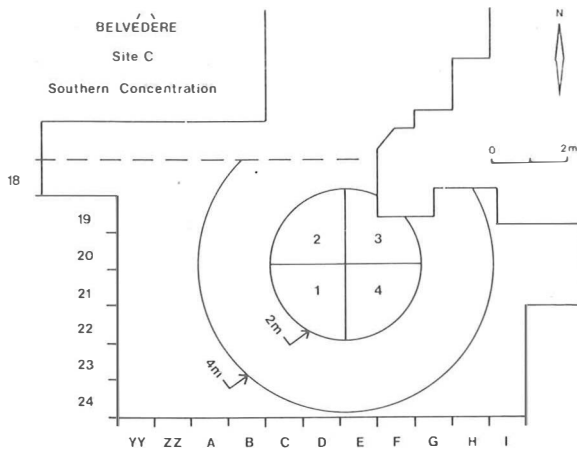 BELVÉDÈRE
Site C
Southern Concentration
N
0 2m
18
19
20
21
22
23
24
2 3
1 4
2m
4m
YY ZZ A B C D E F G H I